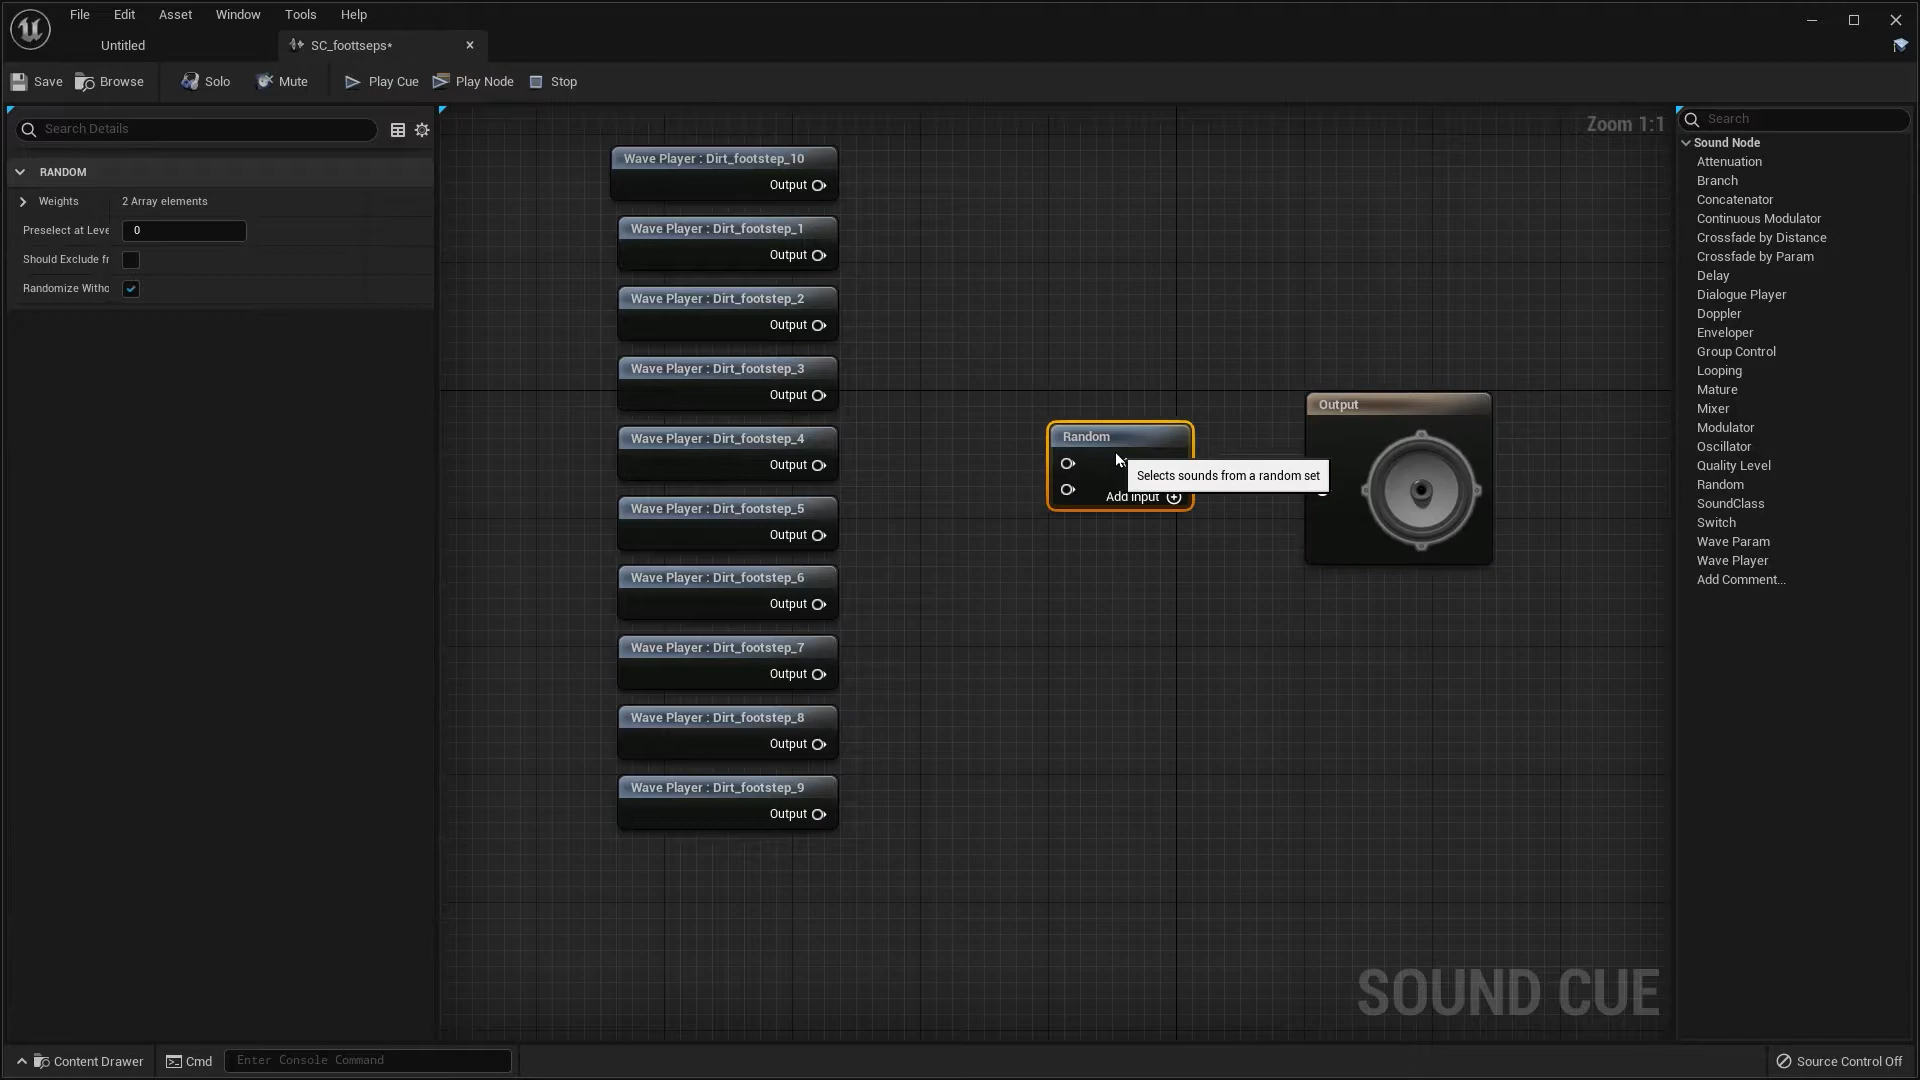 File Edit Asset Window Tools Help
Untitled
SC_foottseps*
Save Browse Solo Mute Play Cue Play Node Stop
Search Details
RANDOM
Weights 2 Array elements
Preselect at Leve 0
Should Exclude fr
Randomize Witho
Zoom 1:1
Wave Player : Dirt_footstep_10
Output
Wave Player : Dirt_footstep_1
Output
Wave Player : Dirt_footstep_2
Output
Wave Player : Dirt_footstep_3
Output
Wave Player : Dirt_footstep_4
Output
Wave Player : Dirt_footstep_5
Output
Wave Player : Dirt_footstep_6
Output
Wave Player : Dirt_footstep_7
Output
Wave Player : Dirt_footstep_8
Output
Wave Player : Dirt_footstep_9
Output
Random
Selects sounds from a random set
Add input
Output
SOUND CUE
Search
Sound Node
Attenuation
Branch
Concatenator
Continuous Modulator
Crossfade by Distance
Crossfade by Param
Delay
Dialogue Player
Doppler
Enveloper
Group Control
Looping
Mature
Mixer
Modulator
Oscillator
Quality Level
Random
SoundClass
Switch
Wave Param
Wave Player
Add Comment...
Content Drawer Cmd Enter Console Command Source Control Off